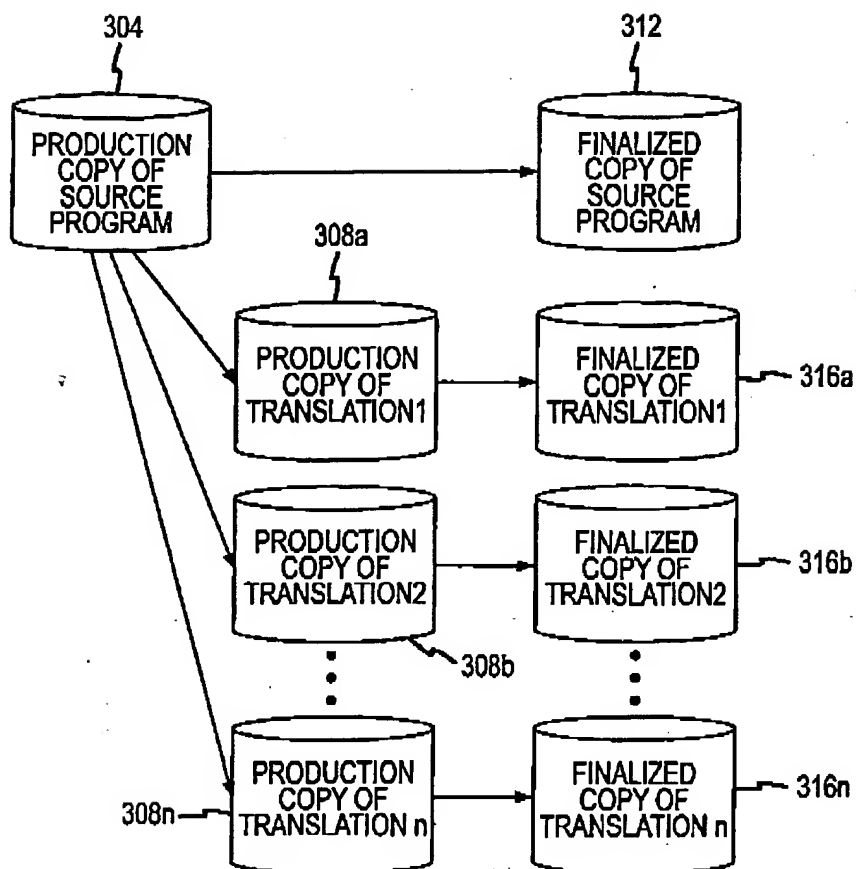 304
312
PRODUCTION
COPY OF
SOURCE
PROGRAM
FINALIZED
COPY OF
SOURCE
PROGRAM
308a
PRODUCTION
COPY OF
TRANSLATION1
FINALIZED
COPY OF
TRANSLATION1
316a
PRODUCTION
COPY OF
TRANSLATION2
FINALIZED
COPY OF
TRANSLATION2
316b
308b
PRODUCTION
COPY OF
TRANSLATION n
FINALIZED
COPY OF
TRANSLATION n
308n
316n